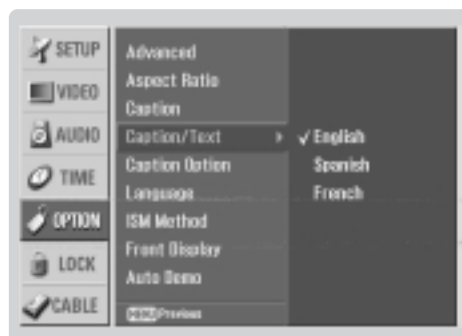 SETUP
VIDEO
AUDIO
TIME
OPTION
LOCK
CABLE
Advanced
Aspect Ratio
Caption
Caption/Text
Caption Option
Language
ISM Method
Front Display
Auto Demo
MENU Previous
✓ English
Spanish
French